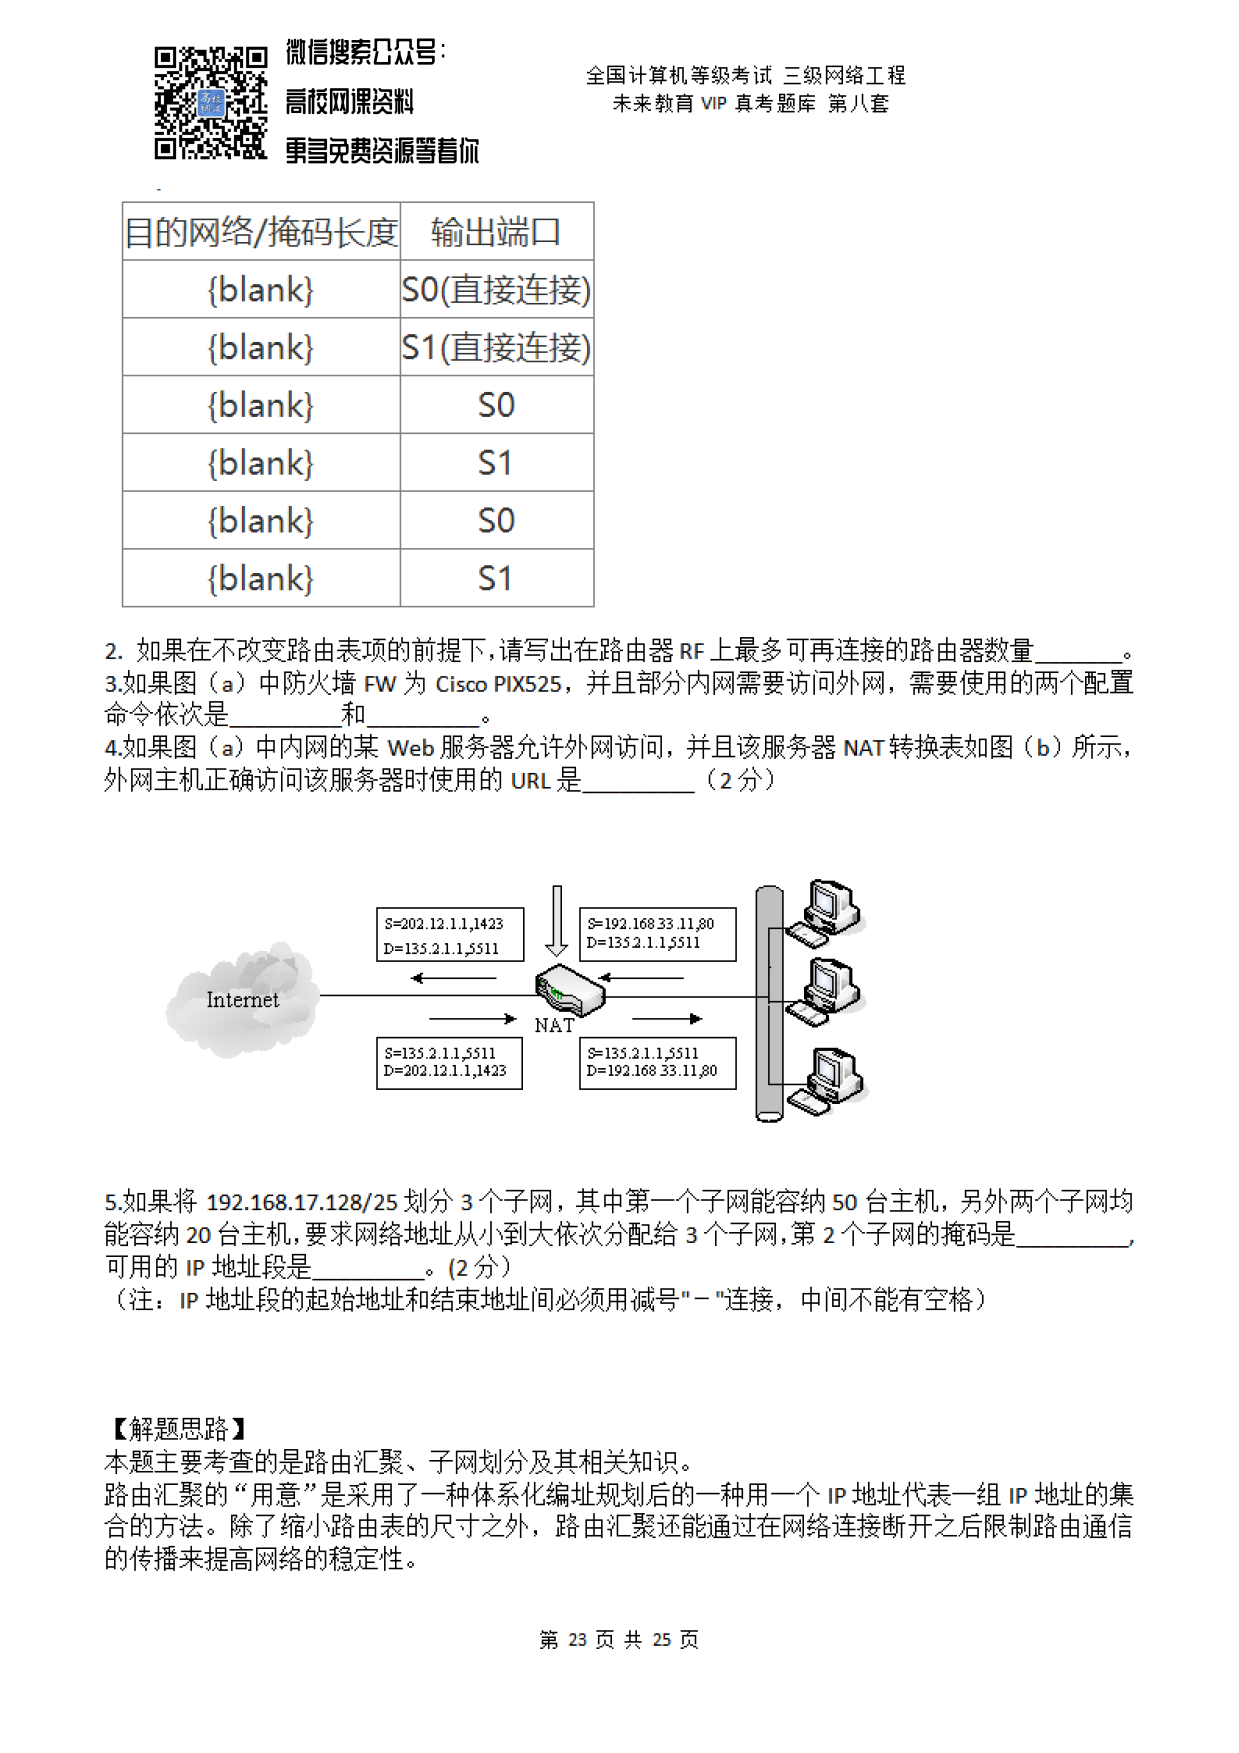 微信搜索公众号：
高校网课资料
更多免费资源等着你
全国计算机等级考试 三级网络工程
未来教育 VIP 真考题库 第八套
目的网络/掩码长度 输出端口
{blank} S0(直接连接)
{blank} S1(直接连接)
{blank} S0
{blank} S1
{blank} S0
{blank} S1
2. 如果在不改变路由表项的前提下,请写出在路由器 RF 上最多可再连接的路由器数量_______。
3.如果图（a）中防火墙 FW 为 Cisco PIX525，并且部分内网需要访问外网，需要使用的两个配置
命令依次是_________和_________。
4.如果图（a）中内网的某 Web 服务器允许外网访问，并且该服务器 NAT 转换表如图（b）所示，
外网主机正确访问该服务器时使用的 URL 是_________（2 分）
S=202.12.1.1,1423
D=135.2.1.1,5511
S=192.168.33.11,80
D=135.2.1.1,5511
Internet
NAT
S=135.2.1.1,5511
D=202.12.1.1,1423
S=135.2.1.1,5511
D=192.168.33.11,80
5.如果将 192.168.17.128/25 划分 3 个子网，其中第一个子网能容纳 50 台主机，另外两个子网均
能容纳 20 台主机,要求网络地址从小到大依次分配给 3 个子网,第 2 个子网的掩码是_________,
可用的 IP 地址段是_________。(2 分）
（注：IP 地址段的起始地址和结束地址间必须用减号"－"连接，中间不能有空格）
【解题思路】
本题主要考查的是路由汇聚、子网划分及其相关知识。
路由汇聚的“用意”是采用了一种体系化编址规划后的一种用一个 IP 地址代表一组 IP 地址的集
合的方法。除了缩小路由表的尺寸之外，路由汇聚还能通过在网络连接断开之后限制路由通信
的传播来提高网络的稳定性。
第 23 页 共 25 页